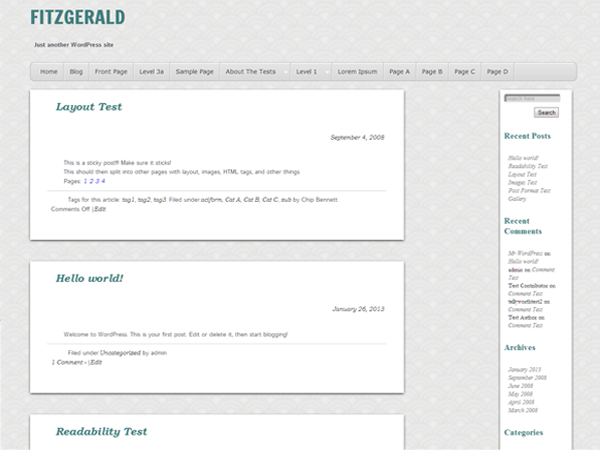 FITZGERALD
Just another WordPress site
Home Blog Front Page Level 3a Sample Page About The Tests Level 1 Lorem Ipsum Page A Page B Page C Page D
Layout Test
September 4, 2008
This is a sticky post!!! Make sure it sticks!
This should then split into other pages with layout, images, HTML tags, and other things.
Pages: 1 2 3 4
Tags for this article: tag1, tag2, tag3 Filed under aciform, Cat A, Cat B, Cat C, sub by Chip Bennett
Comments Off |Edit
Hello world!
January 26, 2013
Welcome to WordPress. This is your first post. Edit or delete it, then start blogging!
Filed under Uncategorized by admin
1 Comment - |Edit
Readability Test
search here
Search
Recent Posts
Hello world!
Readability Test
Layout Test
Images Test
Post Format Test
Gallery
Recent
Comments
Mr WordPress on
Hello world!
admin on Comment
Test
Test Contributor on
Comment Test
tellyworthtest2 on
Comment Test
Test Author on
Comment Test
Archives
January 2013
September 2008
June 2008
May 2008
April 2008
March 2008
Categories